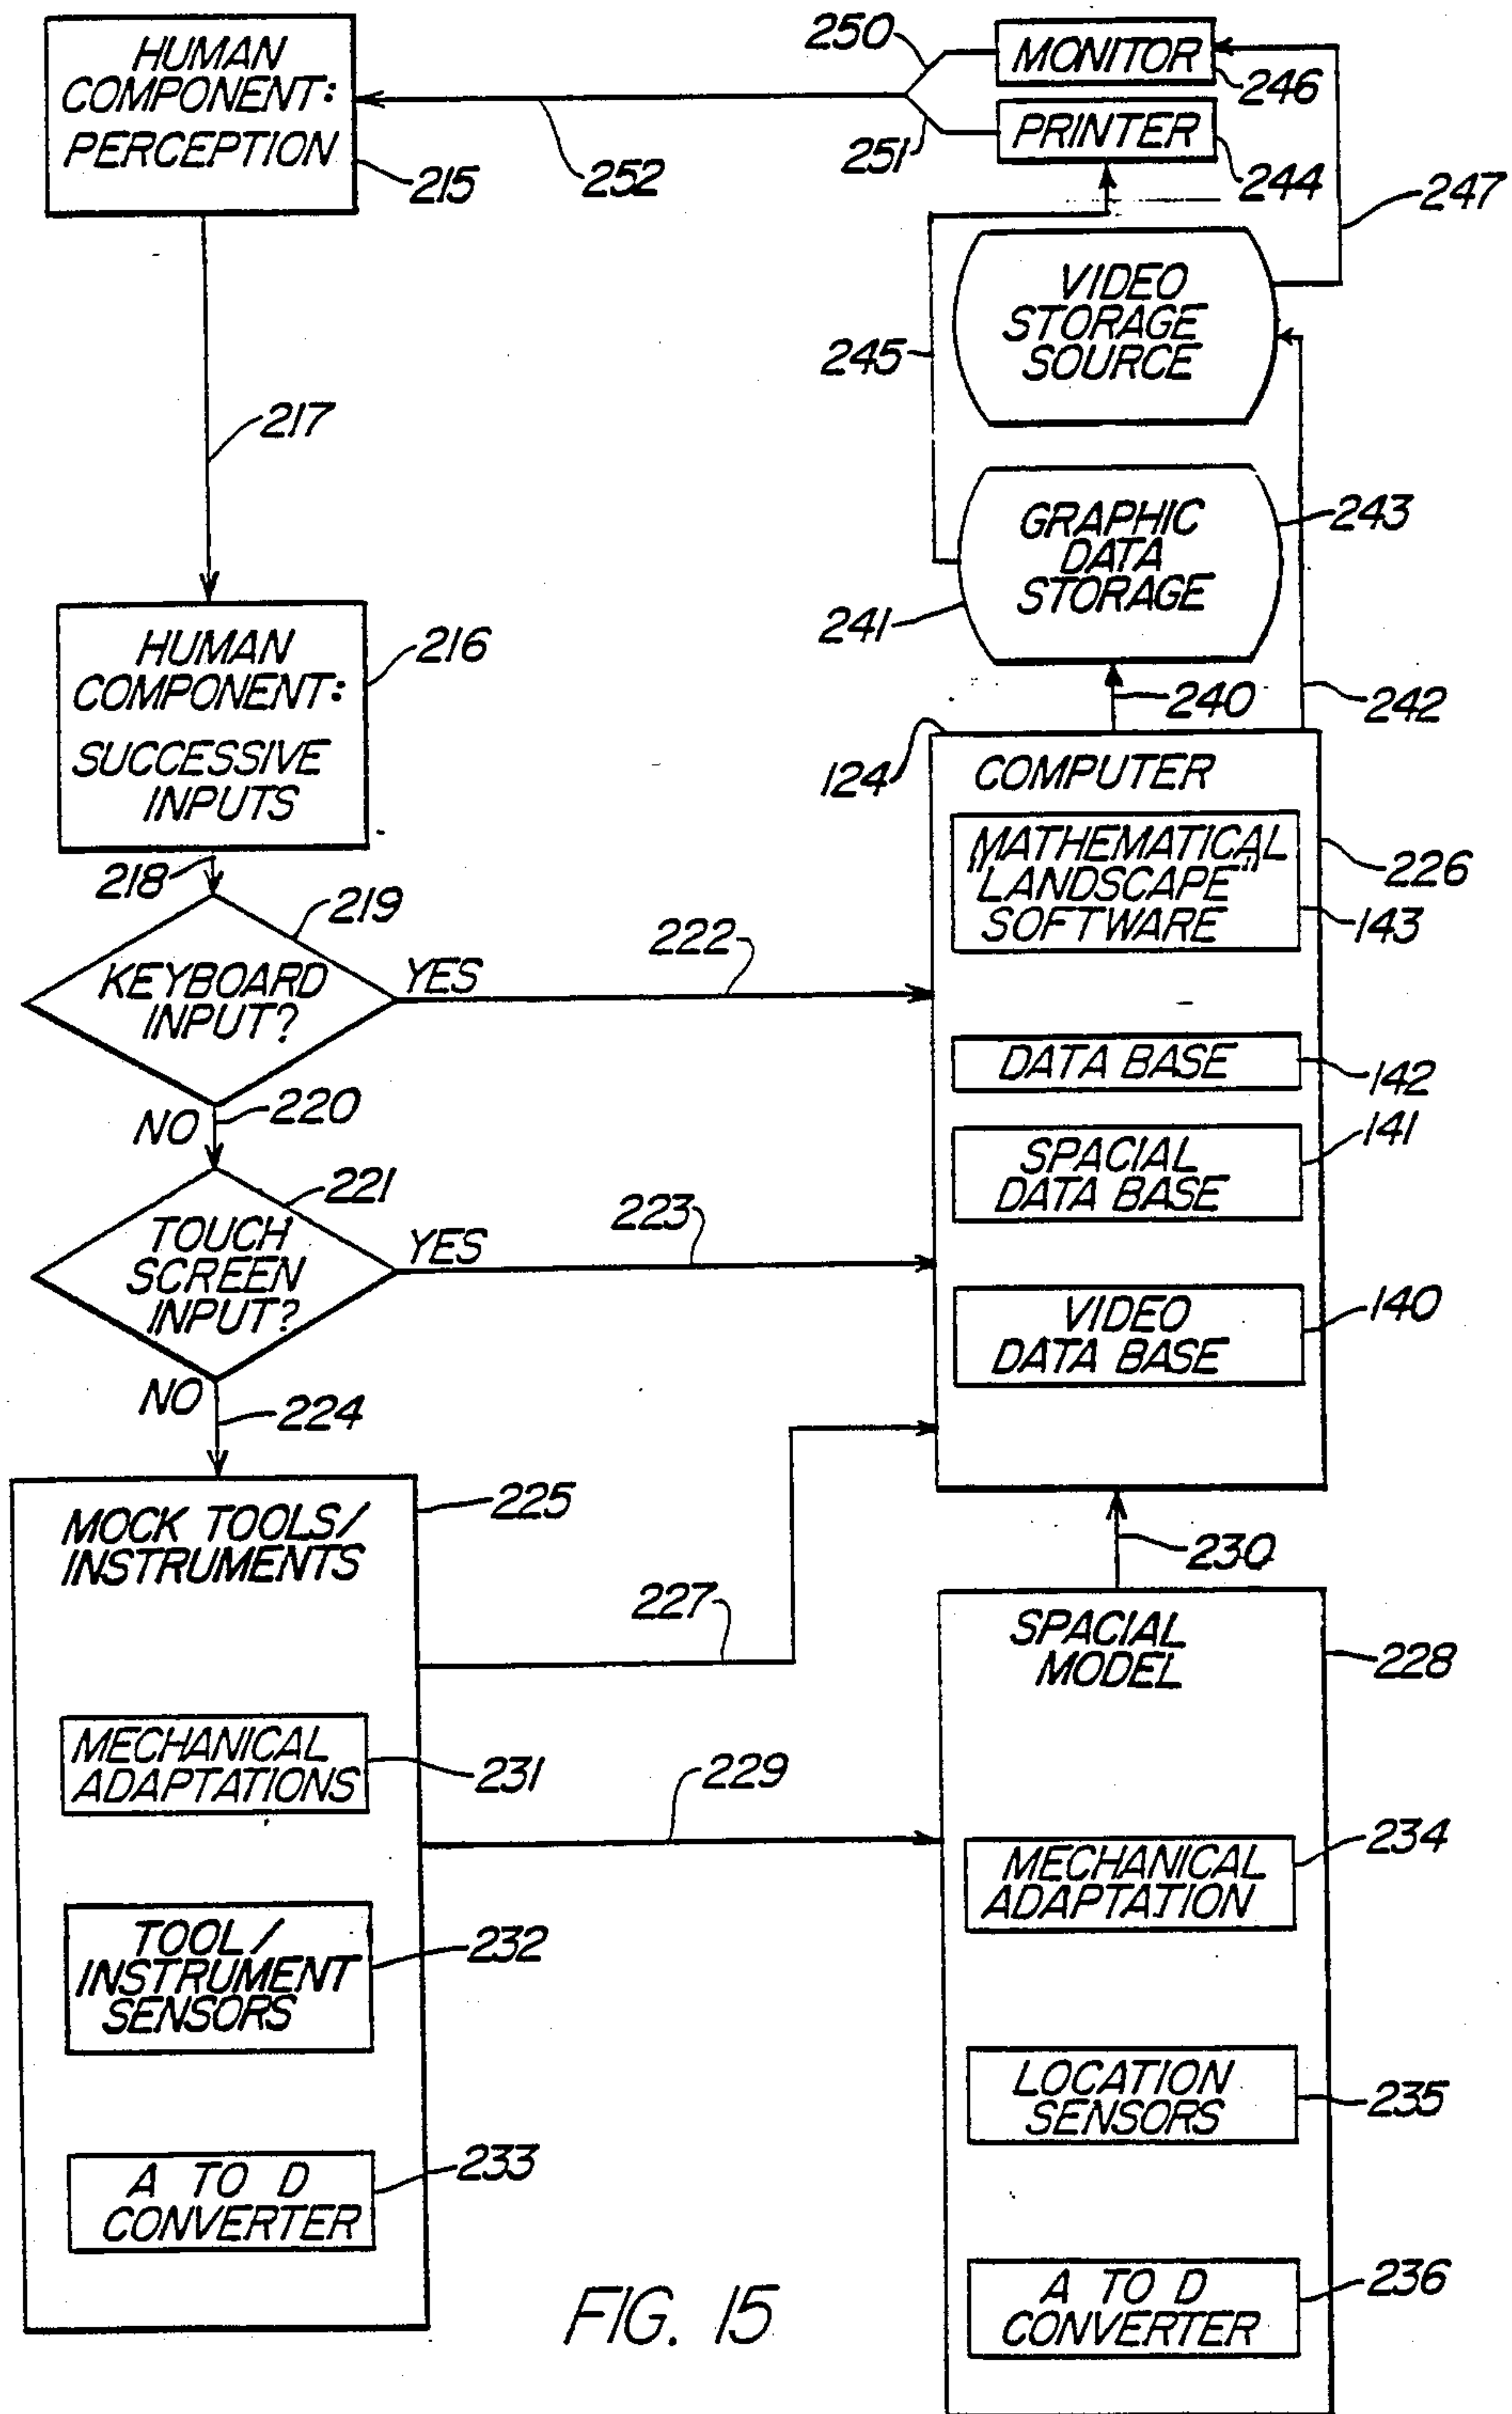 HUMAN
COMPONENT:
PERCEPTION
215
217
HUMAN
COMPONENT:
SUCCESSIVE
INPUTS
216
218
219
KEYBOARD
INPUT?
YES
222
NO
220
221
TOUCH
SCREEN
INPUT?
YES
223
NO
224
MOCK TOOLS/
INSTRUMENTS
225
227
MECHANICAL
ADAPTATIONS
231
229
TOOL/
INSTRUMENT
SENSORS
232
A TO D
CONVERTER
233
250
MONITOR
246
251
PRINTER
244
252
247
VIDEO
STORAGE
SOURCE
245
GRAPHIC
DATA
STORAGE
243
241
240
242
124
COMPUTER
"MATHEMATICAL
LANDSCAPE"
SOFTWARE
226
143
DATA BASE
142
SPACIAL
DATA BASE
141
VIDEO
DATA BASE
140
230
SPACIAL
MODEL
228
MECHANICAL
ADAPTATION
234
LOCATION
SENSORS
235
A TO D
CONVERTER
236
FIG. 15